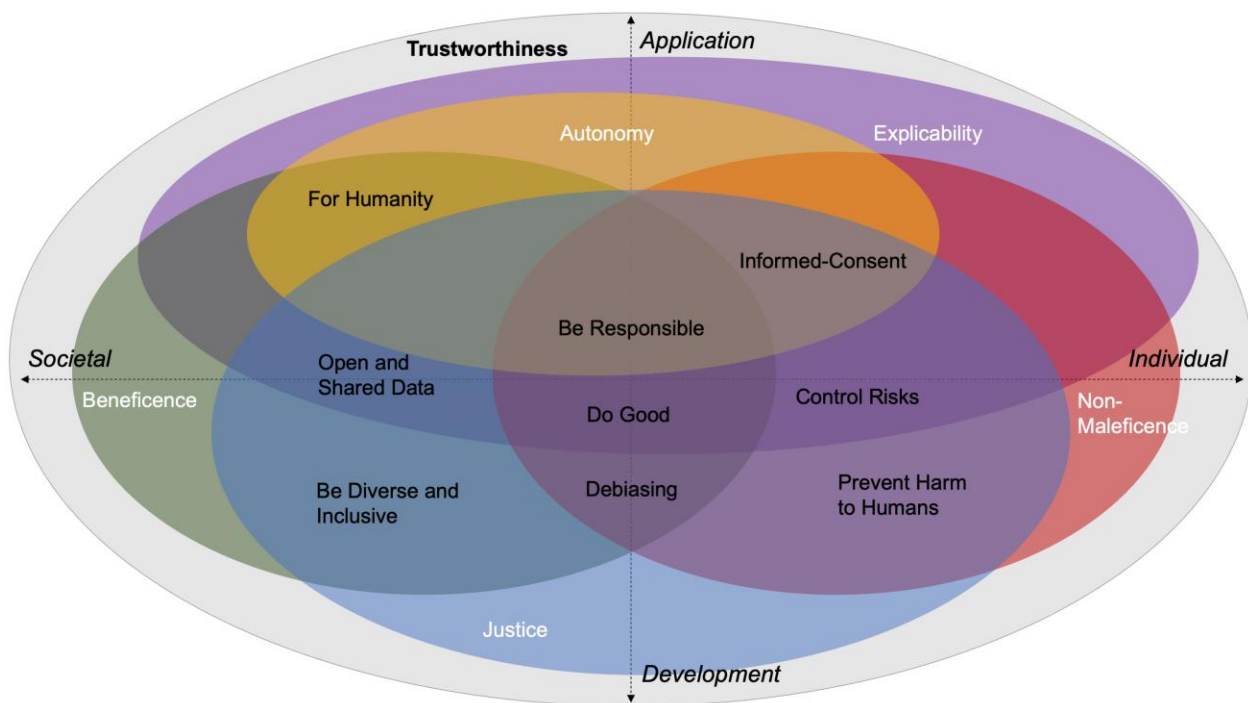 Trustworthiness
Application
Autonomy
Explicability
For Humanity
Informed-Consent
Be Responsible
Societal
Individual
Open and
Shared Data
Beneficence
Control Risks
Non-
Maleficence
Do Good
Be Diverse and
Inclusive
Debiasing
Prevent Harm
to Humans
Justice
Development